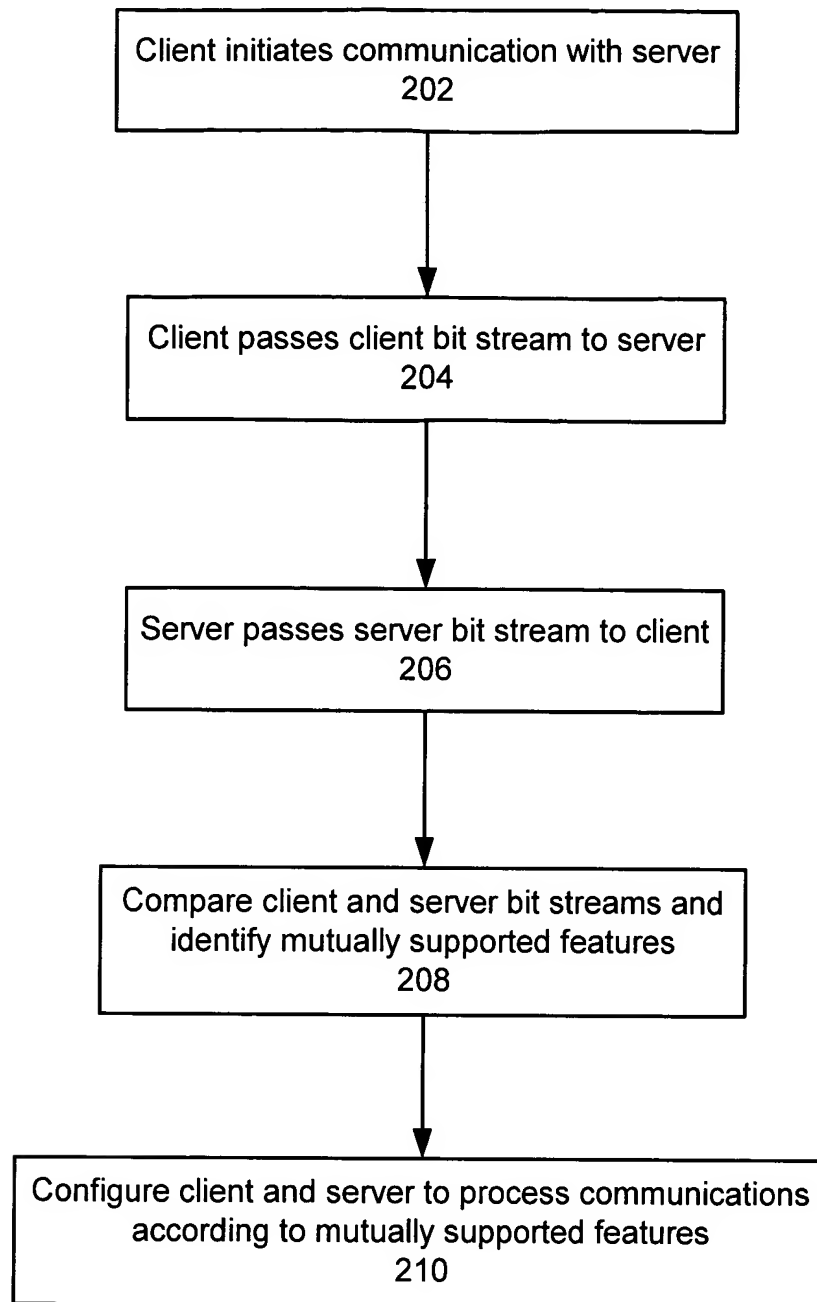 Client initiates communication with server
202
Client passes client bit stream to server
204
Server passes server bit stream to client
206
Compare client and server bit streams and
identify mutually supported features
208
Configure client and server to process communications
according to mutually supported features
210